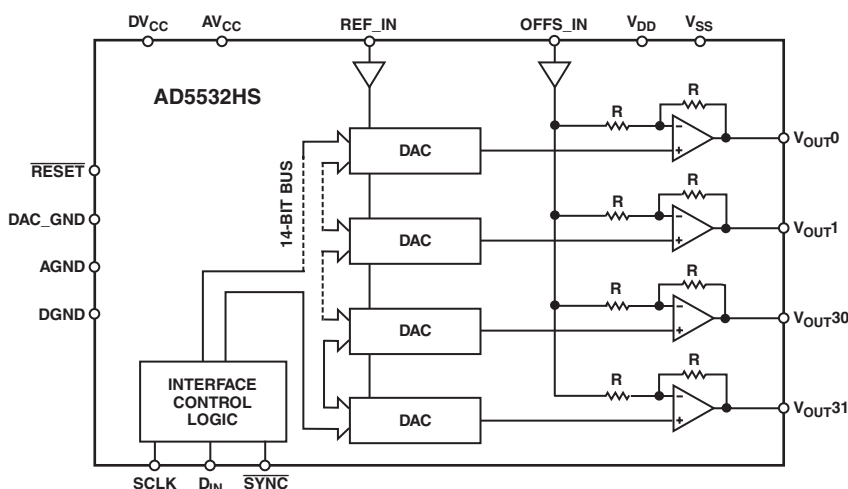 DVCC AVCC REF_IN OFFS_IN VDD VSS
AD5532HS
R
R
DAC
VOUT0
RESET
14-BIT BUS
R
DAC_GND
R
DAC
VOUT1
AGND
R
DGND
R
DAC
VOUT30
R
INTERFACE
CONTROL
LOGIC
R
DAC
VOUT31
SCLK DIN SYNC